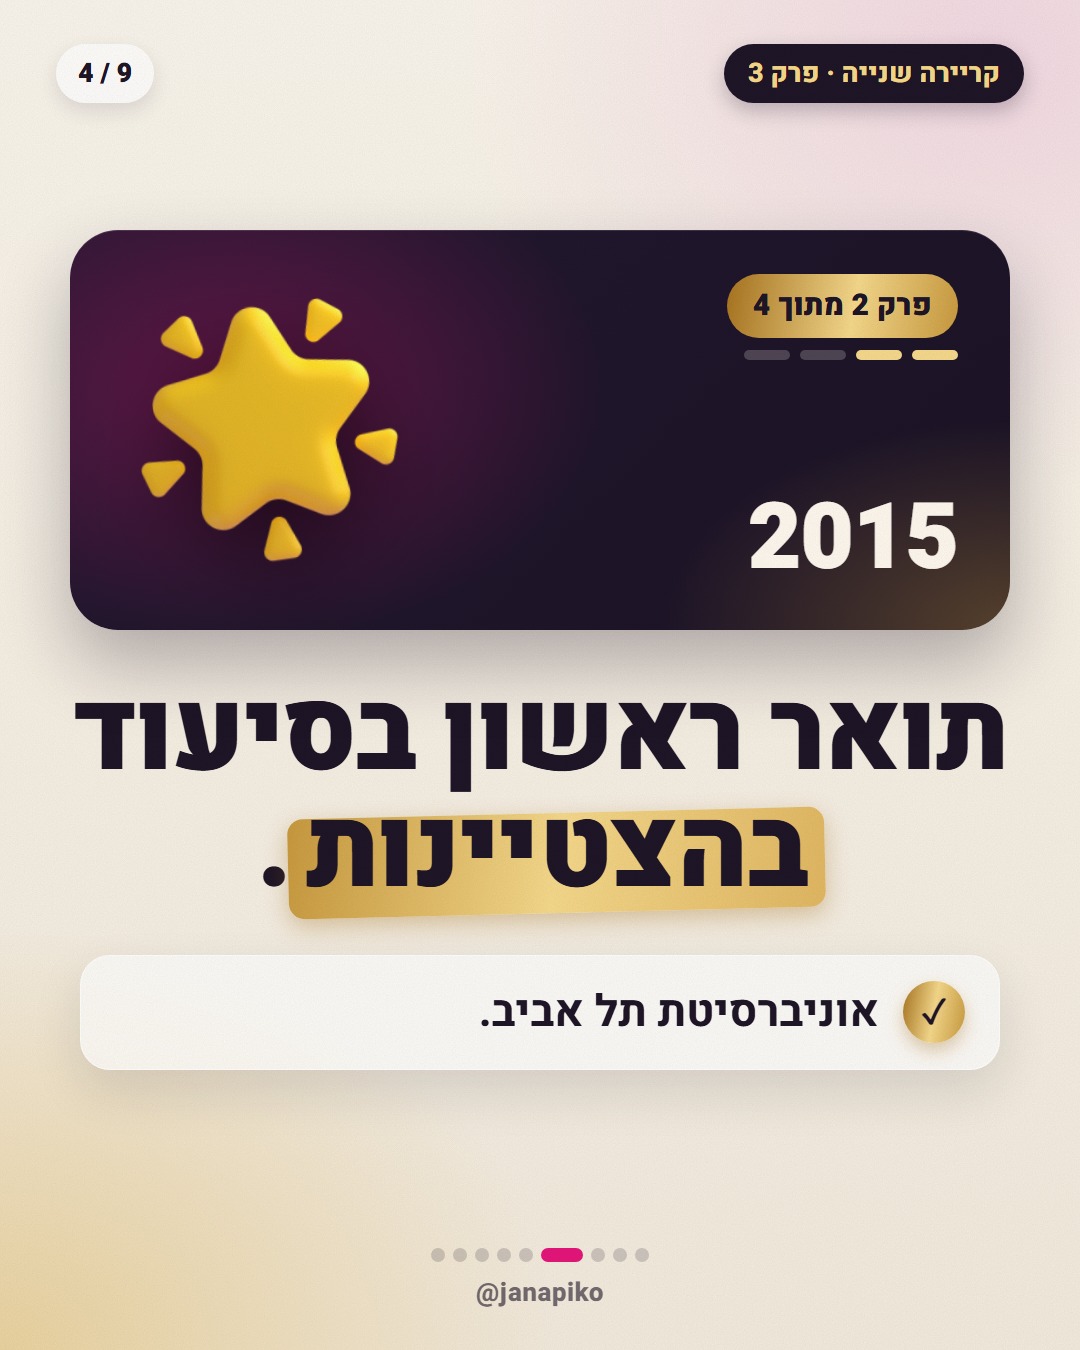 קריירה שנייה · פרק 3
4 / 9
פרק 2 מתוך 4
2015
תואר ראשון בסיעוד
בהצטיינות.
✓ אוניברסיטת תל אביב.
@janapiko